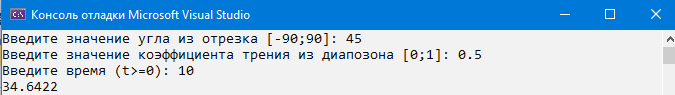 Консоль отладки Microsoft Visual Studio
Введите значение угла из отрезка [-90;90]: 45
Введите значение коэффициента трения из диапозона [0;1]: 0.5
Введите время (t>=0): 10
34.6422